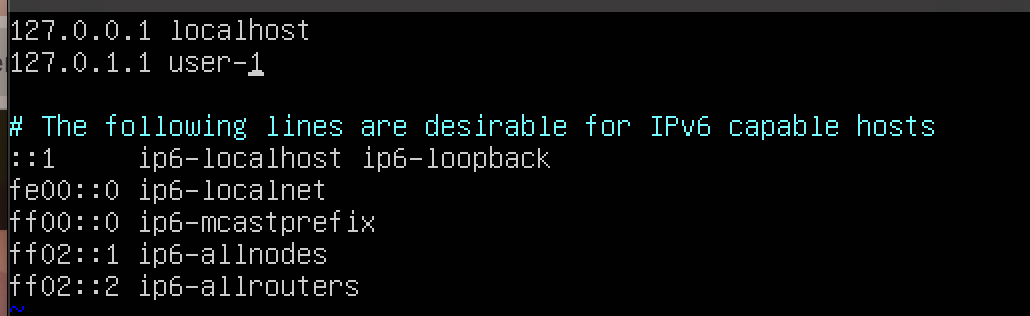 127.0.0.1 localhost
127.0.1.1 user-1
# The following lines are desirable for IPv6 capable hosts
::1 ip6-localhost ip6-loopback
fe00::0 ip6-localnet
ff00::0 ip6-mcastprefix
ff02::1 ip6-allnodes
ff02::2 ip6-allrouters
~